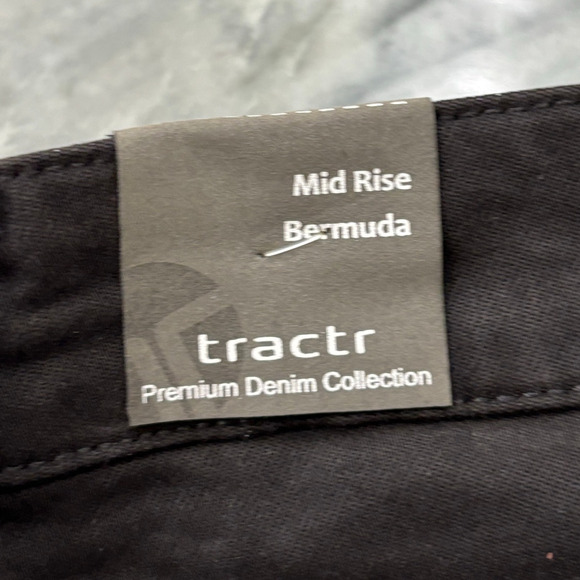 Mid Rise
Bermuda
tractr
Premium Denim Collection